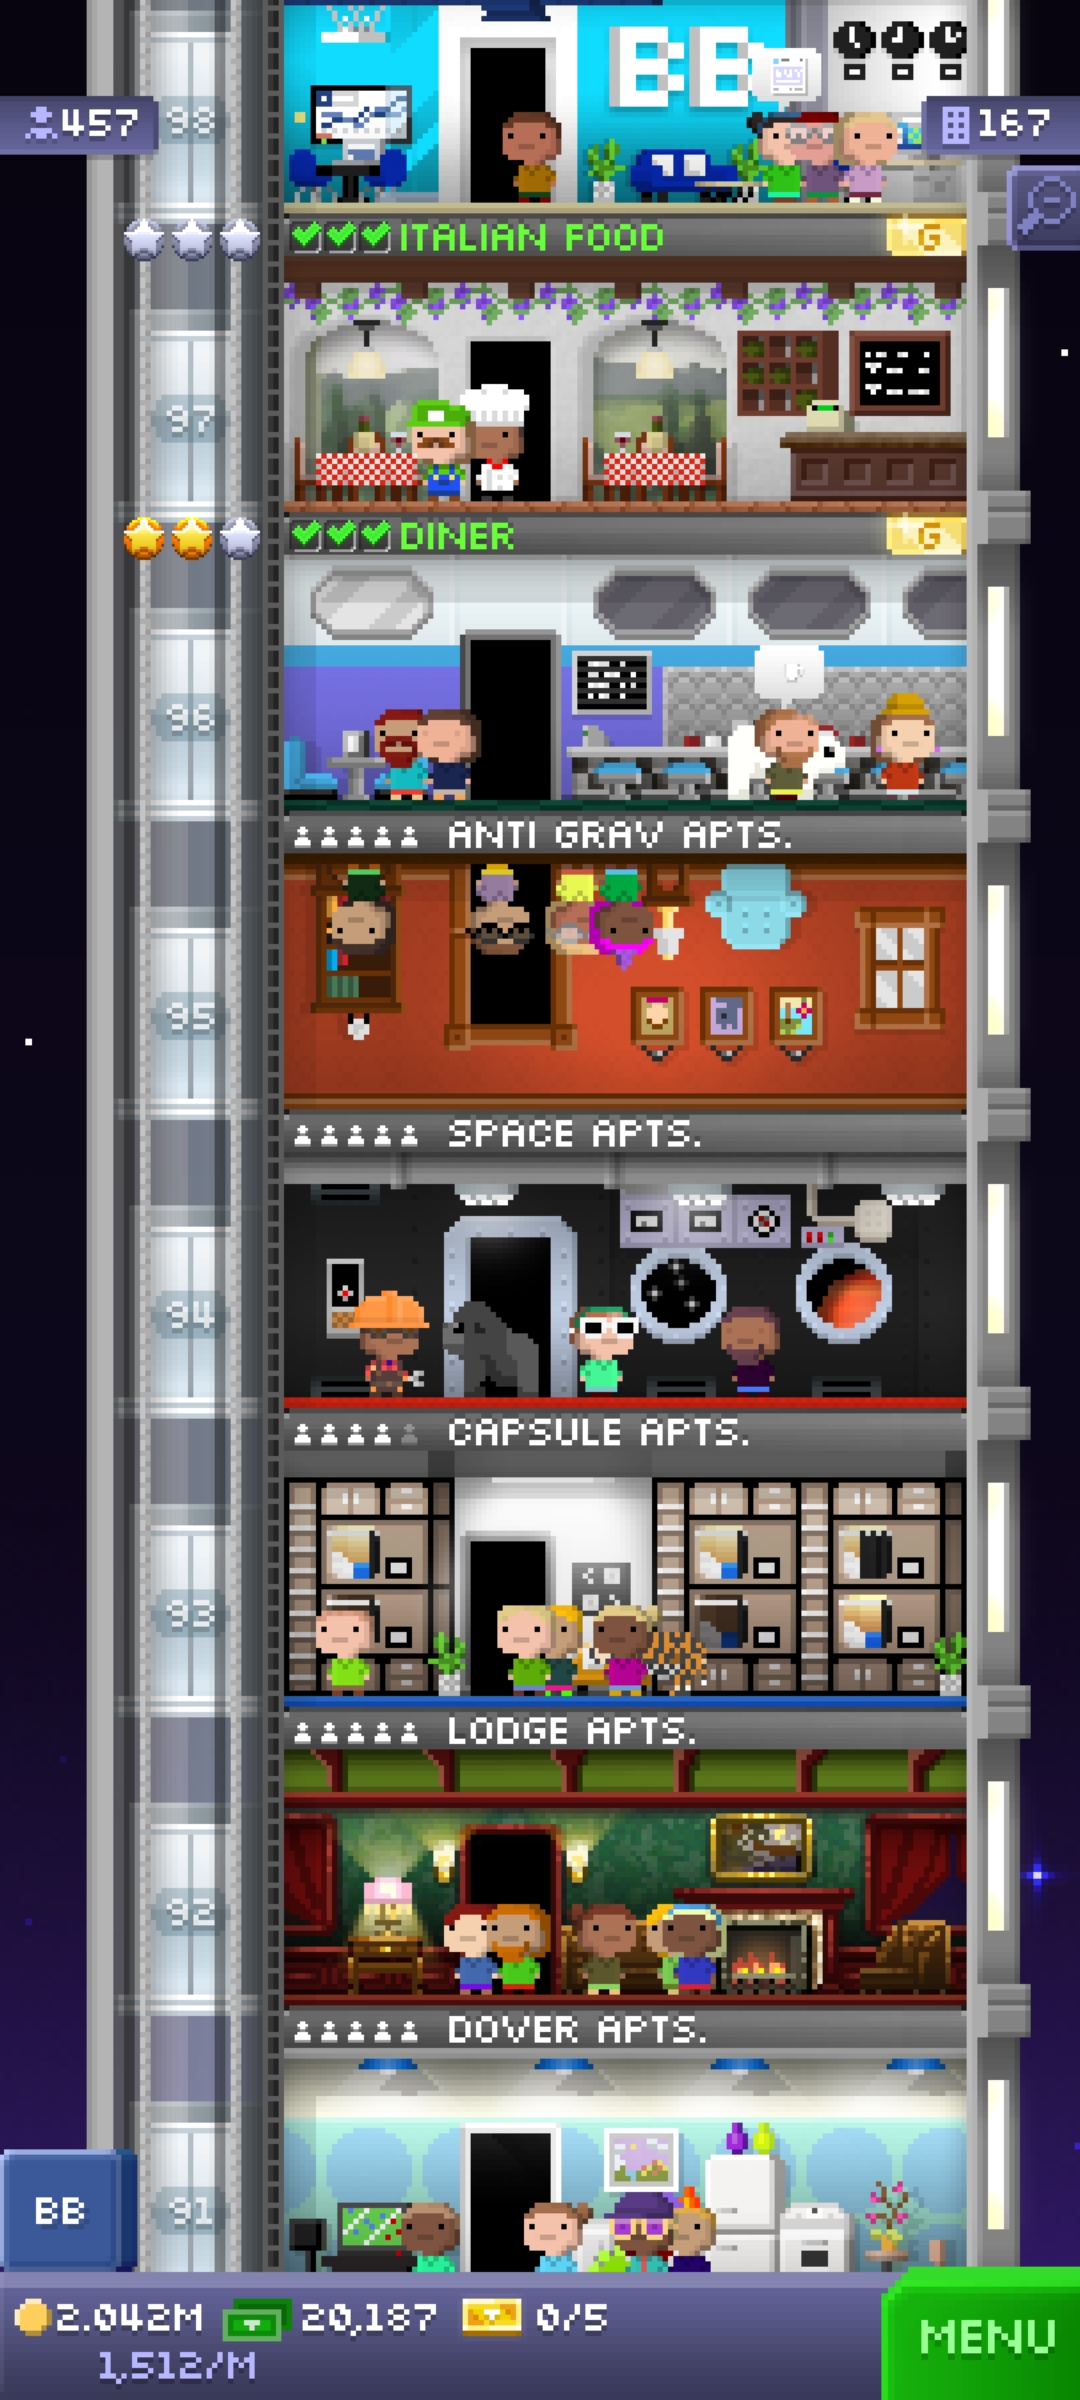 BB
457
98
167
ITALIAN FOOD
G
97
DINER
G
96
ANTI GRAV APTS.
95
SPACE APTS.
94
CAPSULE APTS.
93
LODGE APTS.
92
DOVER APTS.
91
BB
2.042M
20,187
0/5
MENU
1,512/M